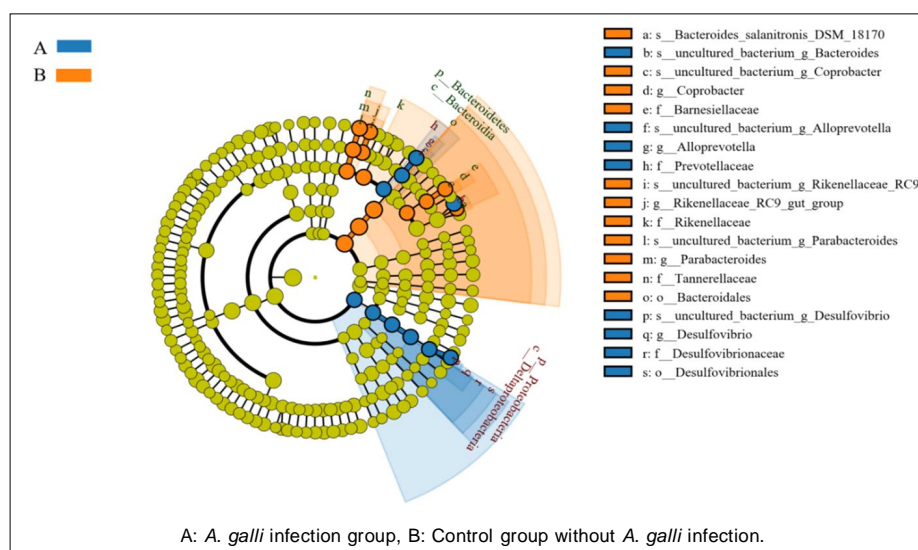 A
B
n
m
i
k
p__Bacteroidetes
c__Bacteroidia
h
o
e
d
s
r
q
p__Proteobacteria
c__Deltaproteobacteria
a: s__Bacteroides_salanitronis_DSM_18170
b: s__uncultured_bacterium_g_Bacteroides
c: s__uncultured_bacterium_g_Coprobacter
d: g__Coprobacter
e: f__Barnesiellaceae
f: s__uncultured_bacterium_g_Alloprevotella
g: g__Alloprevotella
h: f__Prevotellaceae
i: s__uncultured_bacterium_g_Rikenellaceae_RC9
j: g__Rikenellaceae_RC9_gut_group
k: f__Rikenellaceae
l: s__uncultured_bacterium_g_Parabacteroides
m: g__Parabacteroides
n: f__Tannerellaceae
o: o__Bacteroidales
p: s__uncultured_bacterium_g_Desulfovibrio
q: g__Desulfovibrio
r: f__Desulfovibrionaceae
s: o__Desulfovibrionales
A: A. galli infection group, B: Control group without A. galli infection.